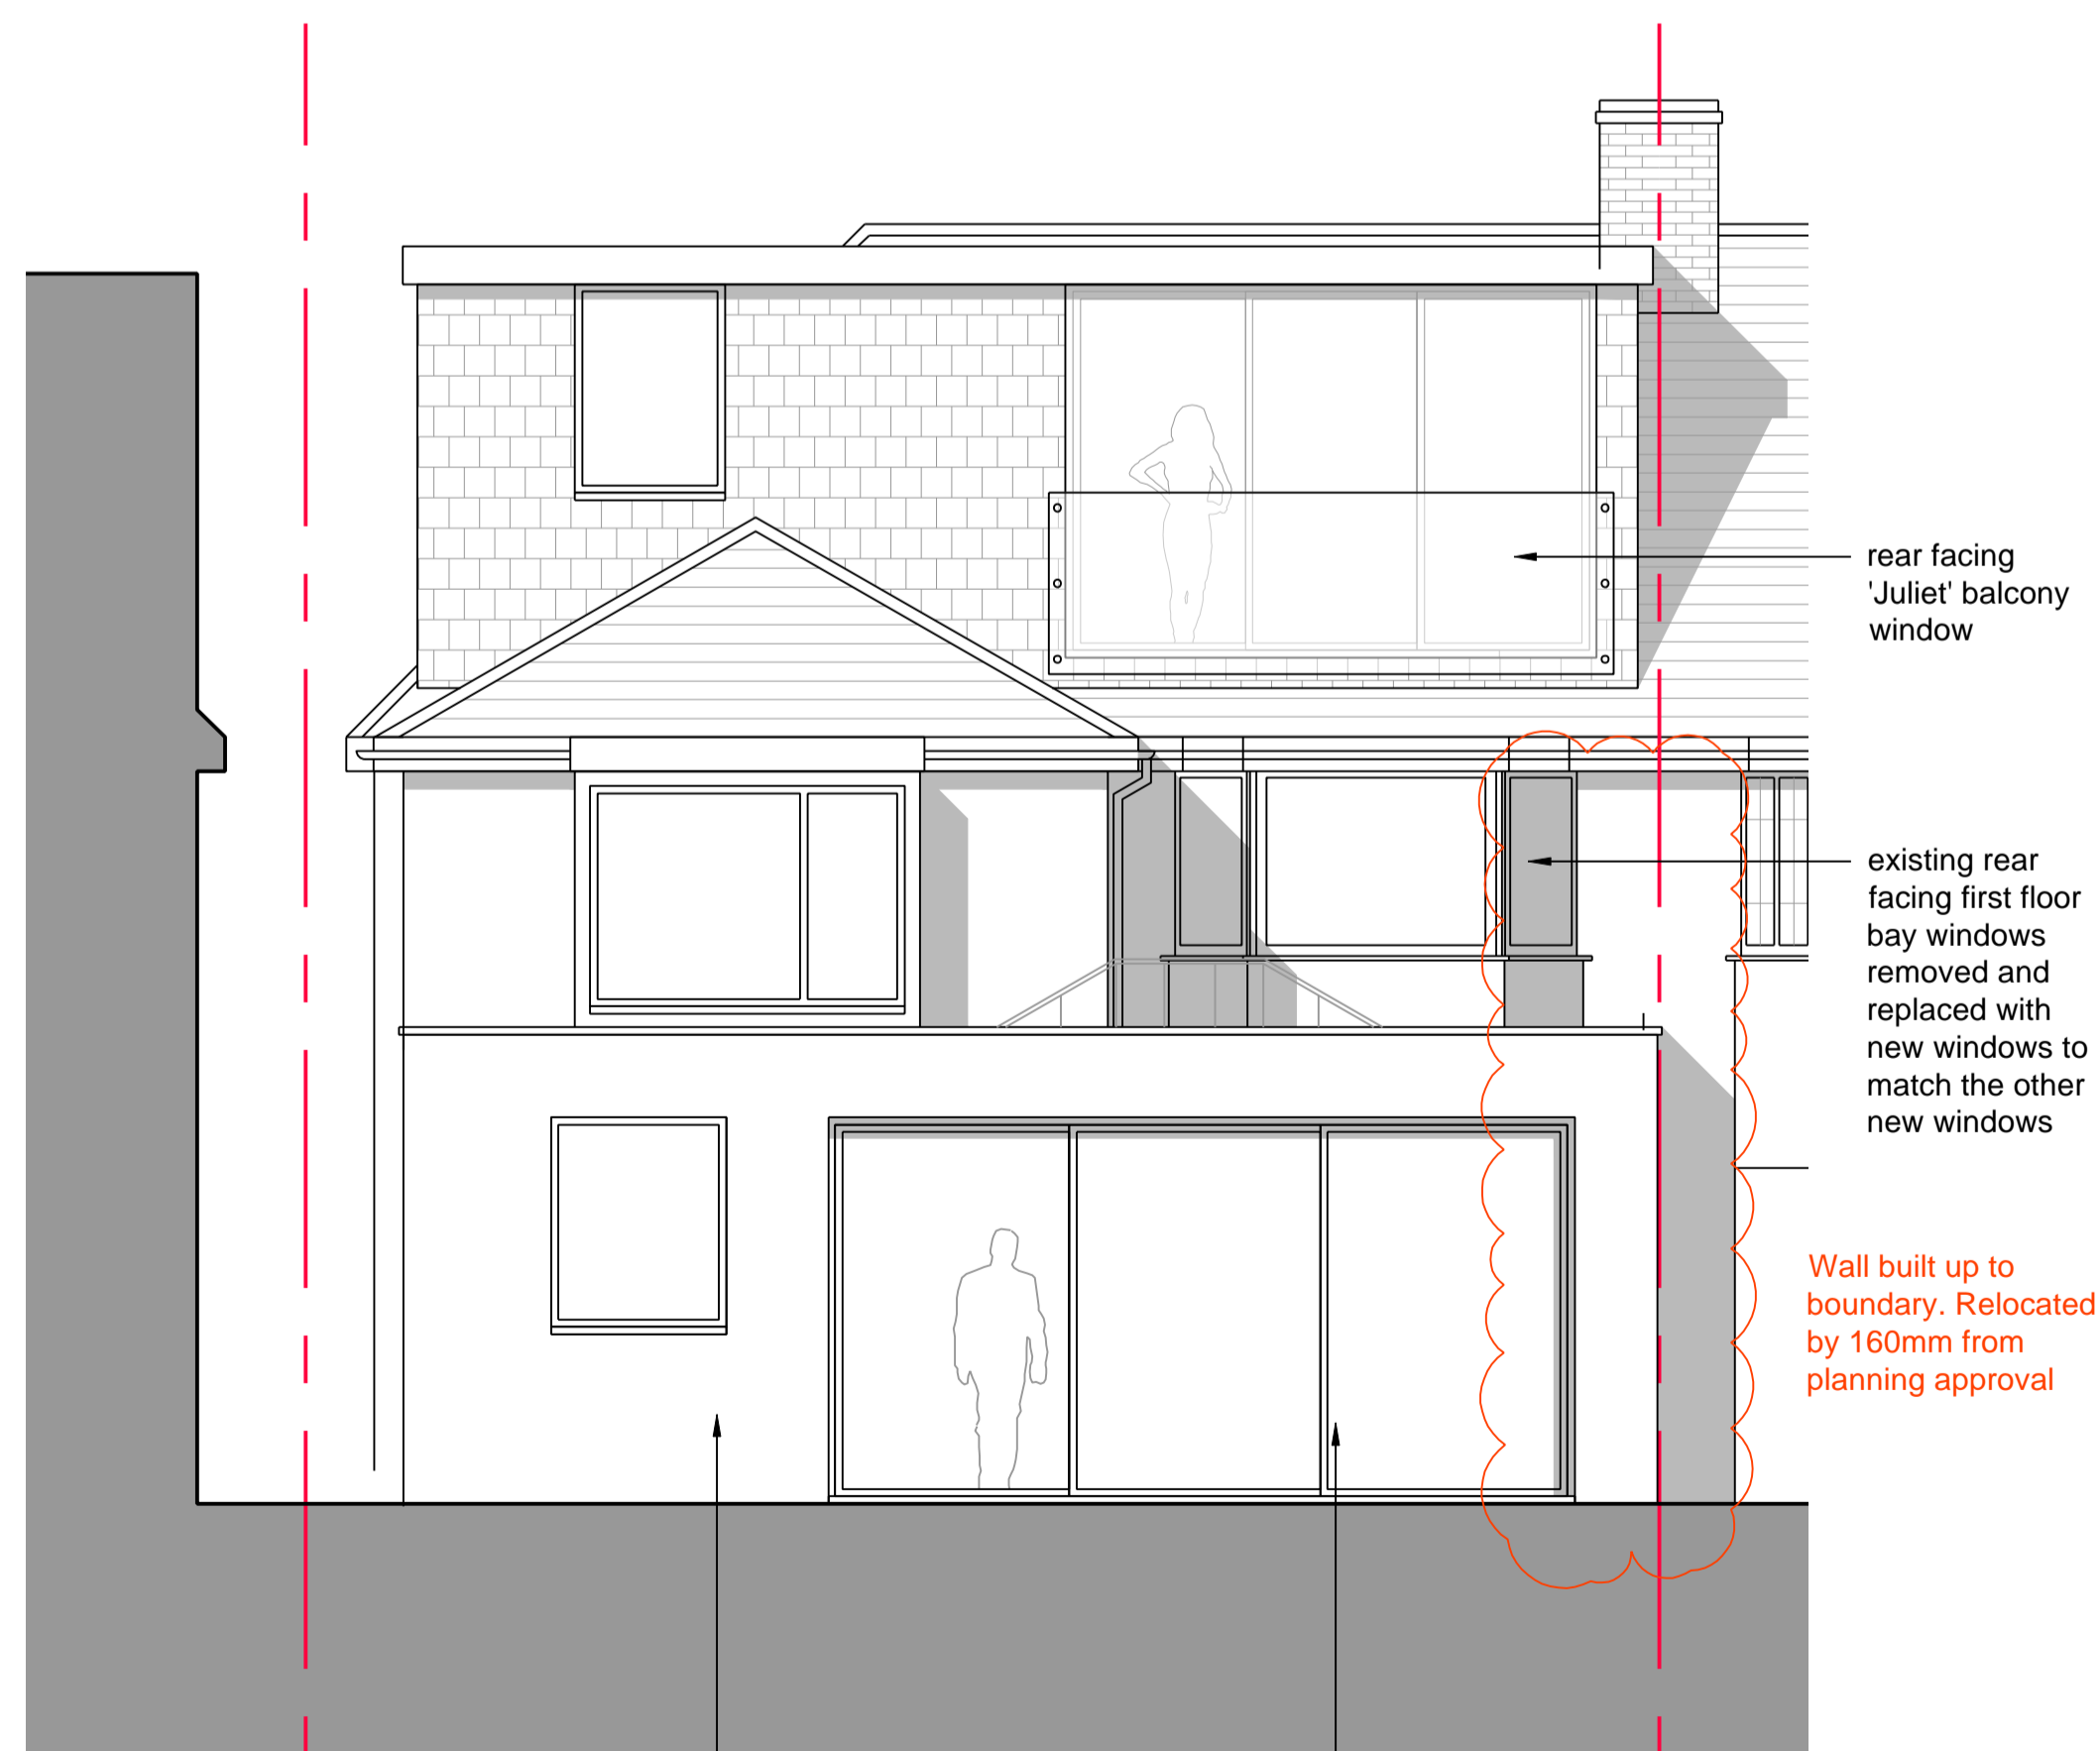 rear facing
'Juliet' balcony
window
existing rear
facing first floor
bay windows
removed and
replaced with
new windows to
match the other
new windows
Wall built up to
boundary. Relocated
by 160mm from
planning approval